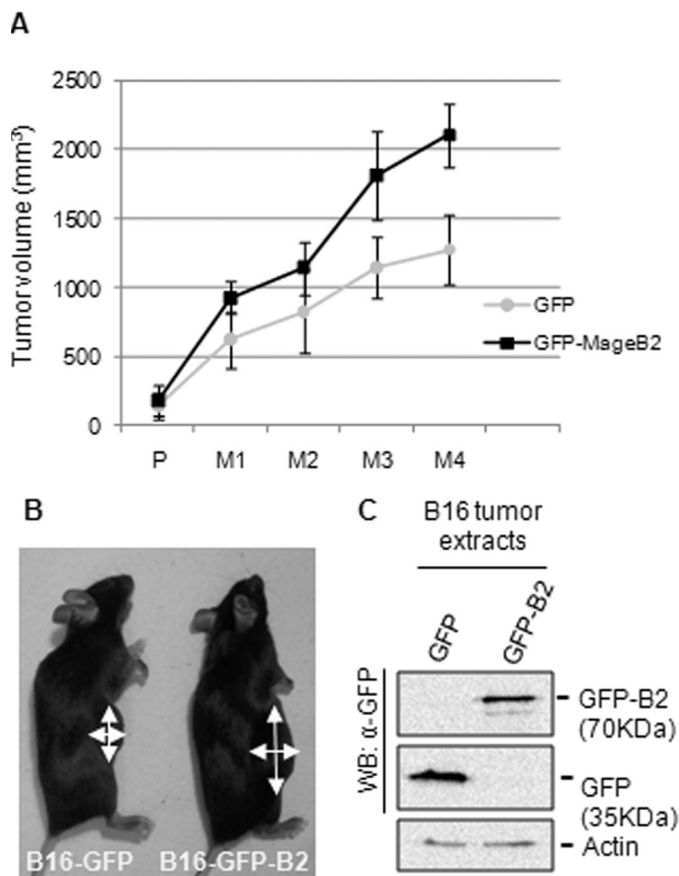 A
Tumor volume (mm³)
2500
2000
1500
1000
500
0
P M1 M2 M3 M4
GFP
GFP-MageB2
B
B16-GFP B16-GFP-B2
C
B16 tumor
extracts
GFP GFP-B2
WB: α-GFP
GFP-B2
(70KDa)
GFP
(35KDa)
Actin